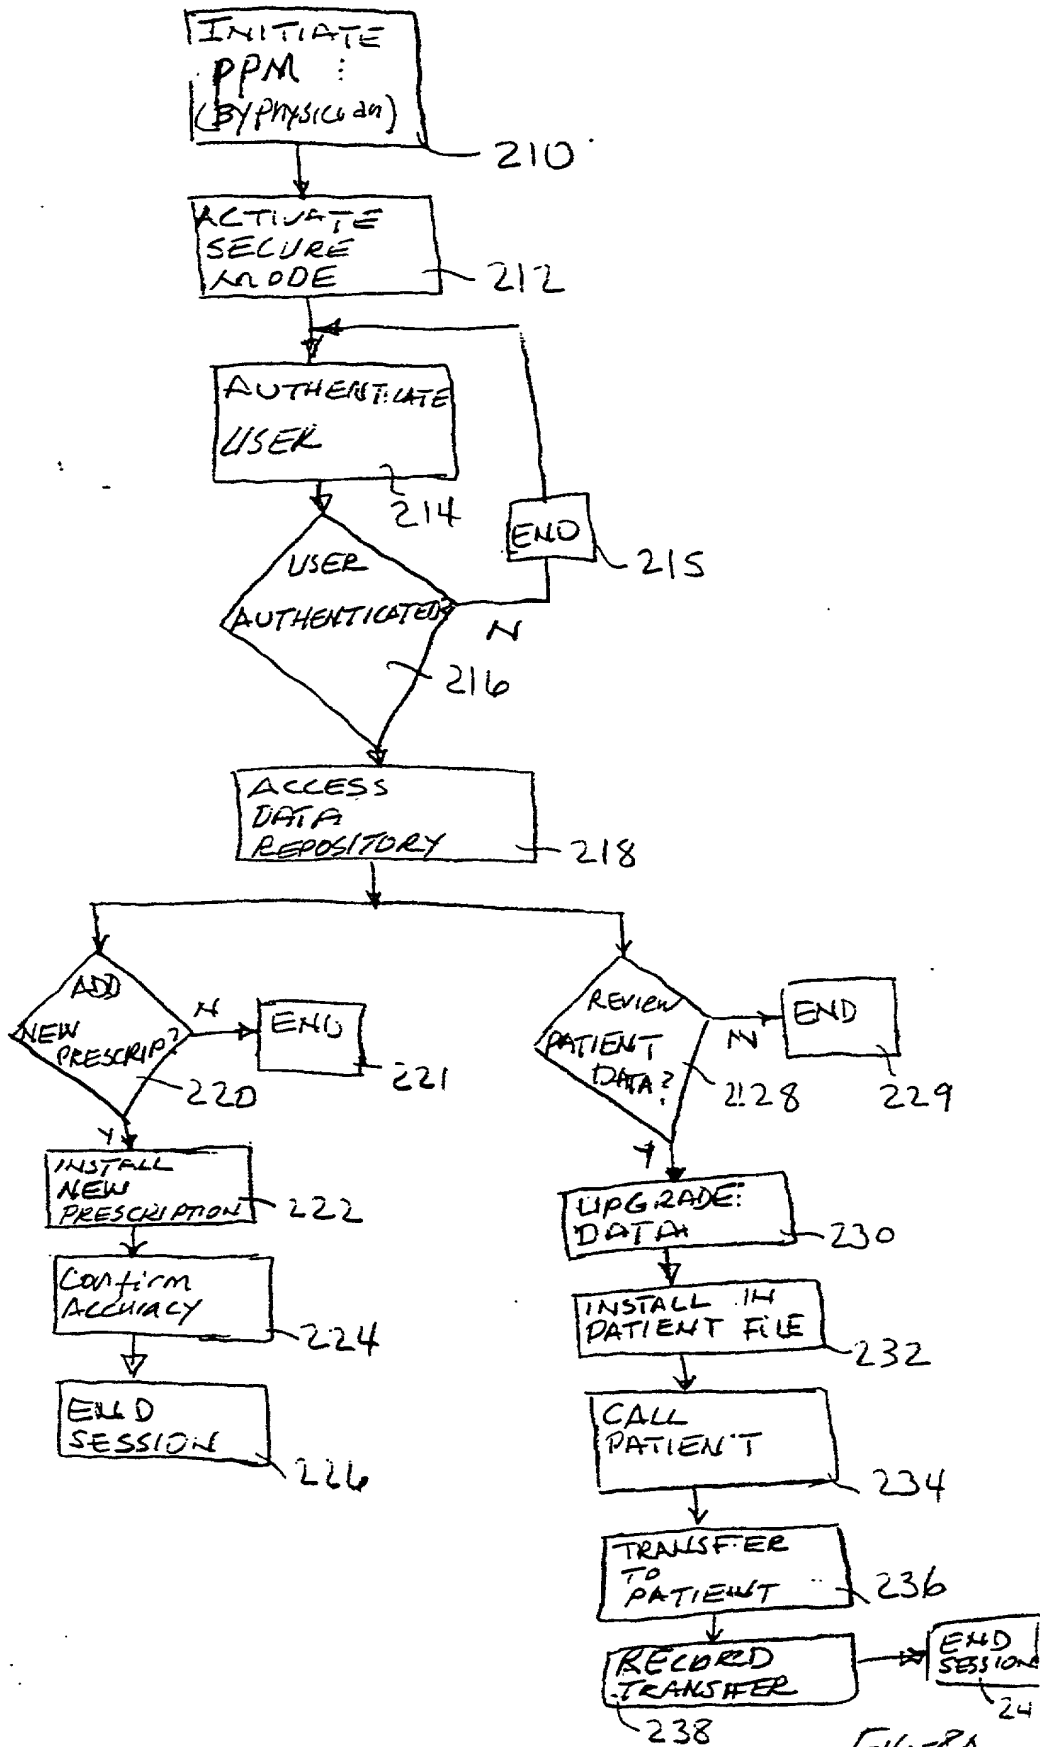 INITIATE
PPM
(BY Physician)
210
ACTIVATE
SECURE
MODE
212
AUTHENTICATE
USER
214
END
215
USER
AUTHENTICATED?
N
216
ACCESS
DATA
REPOSITORY
218
ADD
NEW
PRESCRIP?
N
220
END
221
Y
INSTALL
NEW
PRESCRIPTION
222
Confirm
ACCURACY
224
END
SESSION
226
REVIEW
PATIENT
DATA?
N
END
229
Y
UPGRADE
DATA
230
INSTALL IN
PATIENT FILE
232
CALL
PATIENT
234
TRANSFER
TO
PATIENT
236
RECORD
TRANSFER
238
END
SESSION
24